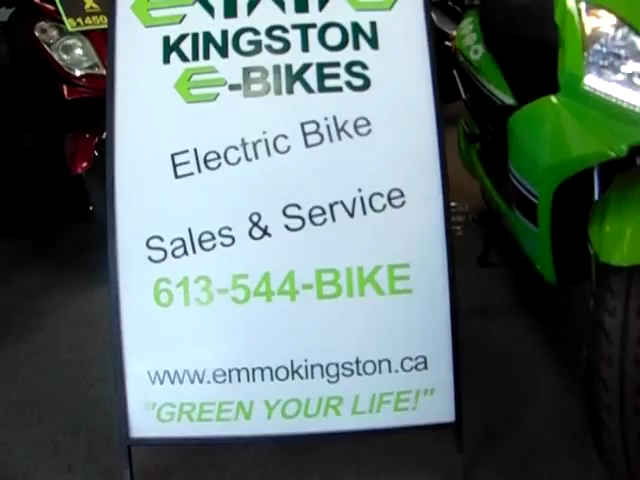 $1450
KINGSTON
E-BIKES
Electric Bike
Sales & Service
613-544-BIKE
www.emmokingston.ca
"GREEN YOUR LIFE!"